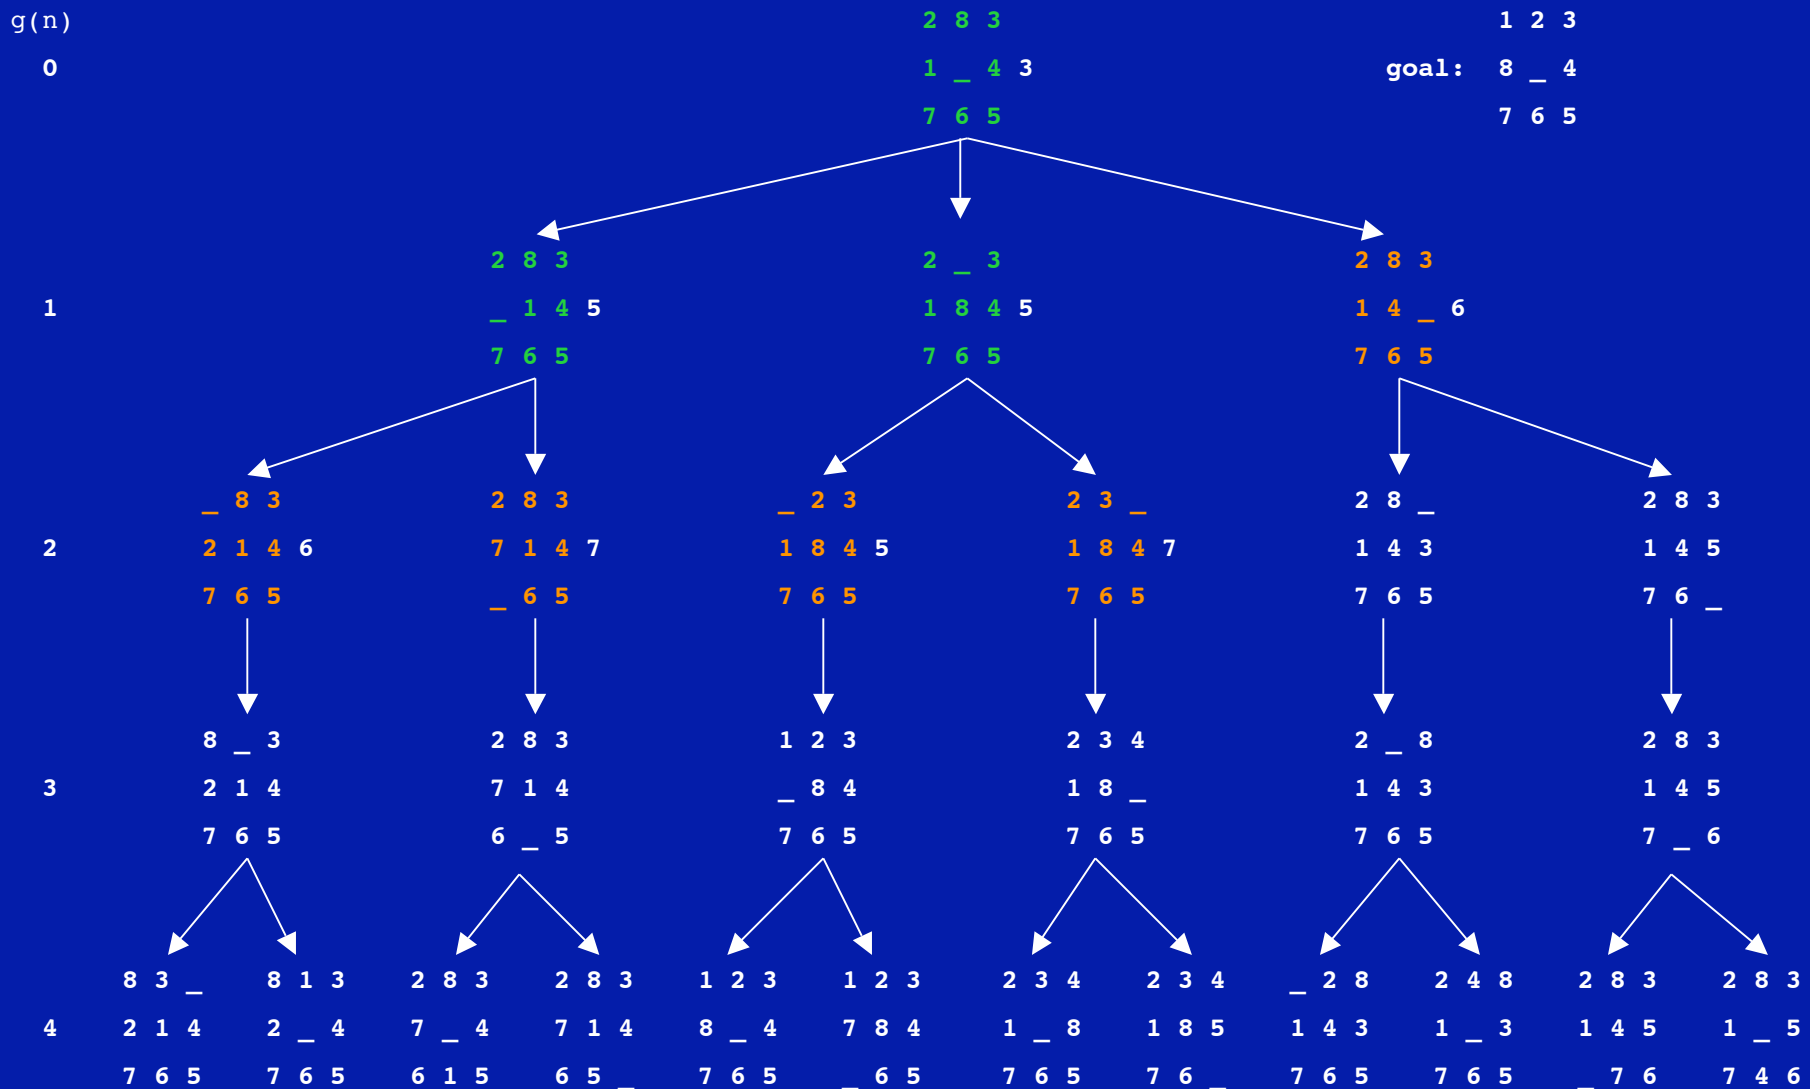 g(n) 2 8 3 1 2 3
0 1 _ 4 3 goal: 8 _ 4
7 6 5 7 6 5
2 8 3 2 _ 3 2 8 3
1 _ 1 4 5 1 8 4 5 1 4 _ 6
7 6 5 7 6 5 7 6 5
_ 8 3 2 8 3 _ 2 3 2 3 _ 2 8 _ 2 8 3
2 2 1 4 6 7 1 4 7 1 8 4 5 1 8 4 7 1 4 3 1 4 5
7 6 5 _ 6 5 7 6 5 7 6 5 7 6 5 7 6 _
8 _ 3 2 8 3 1 2 3 2 3 4 2 _ 8 2 8 3
3 2 1 4 7 1 4 _ 8 4 1 8 _ 1 4 3 1 4 5
7 6 5 6 _ 5 7 6 5 7 6 5 7 6 5 7 _ 6
8 3 _ 8 1 3 2 8 3 2 8 3 1 2 3 1 2 3 2 3 4 2 3 4 _ 2 8 2 4 8 2 8 3 2 8 3
4 2 1 4 2 _ 4 7 _ 4 7 1 4 8 _ 4 7 8 4 1 _ 8 1 8 5 1 4 3 1 _ 3 1 4 5 1 _ 5
7 6 5 7 6 5 6 1 5 6 5 _ 7 6 5 _ 6 5 7 6 5 7 6 _ 7 6 5 7 6 5 _ 7 6 7 4 6